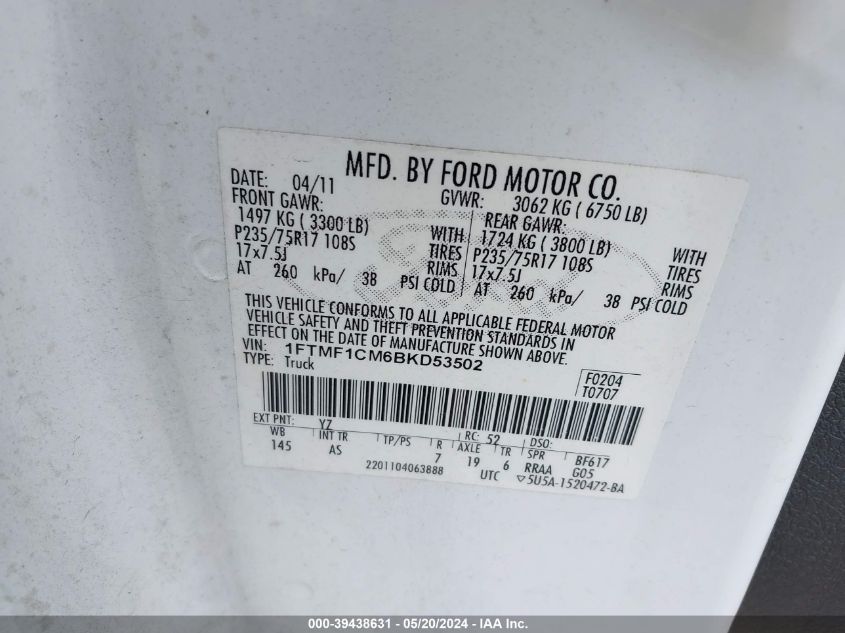 MFD. BY FORD MOTOR CO.
DATE: 04/11 GVWR: 3062 KG ( 6750 LB)
FRONT GAWR: REAR GAWR:
1497 KG ( 3300 LB) WITH 1724 KG ( 3800 LB) WITH
P235/75R17 108S TIRES P235/75R17 108S TIRES
17x7.5J RIMS 17x7.5J RIMS
AT 260 kPa/ 38 PSI COLD AT 260 kPa/ 38 PSI COLD
THIS VEHICLE CONFORMS TO ALL APPLICABLE FEDERAL MOTOR
VEHICLE SAFETY AND THEFT PREVENTION STANDARDS IN
EFFECT ON THE DATE OF MANUFACTURE SHOWN ABOVE.
VIN: 1FTMF1CM6BKD53502
TYPE: Truck
F0204
T0707
EXT PNT: YZ RC: 52 DSO:
WB INT TR TP/PS R AXLE TR SPR BF617
145 AS 7 19 6 RRAA G05
2201104063888 UTC ▽5U5A-1520472-BA
000-39438631 - 05/20/2024 - IAA Inc.